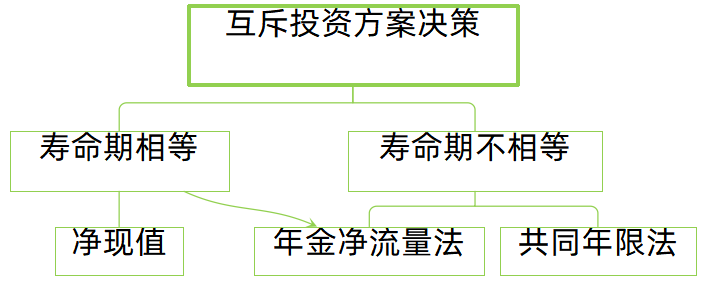 互斥投资方案决策
寿命期相等
寿命期不相等
净现值
年金净流量法
共同年限法